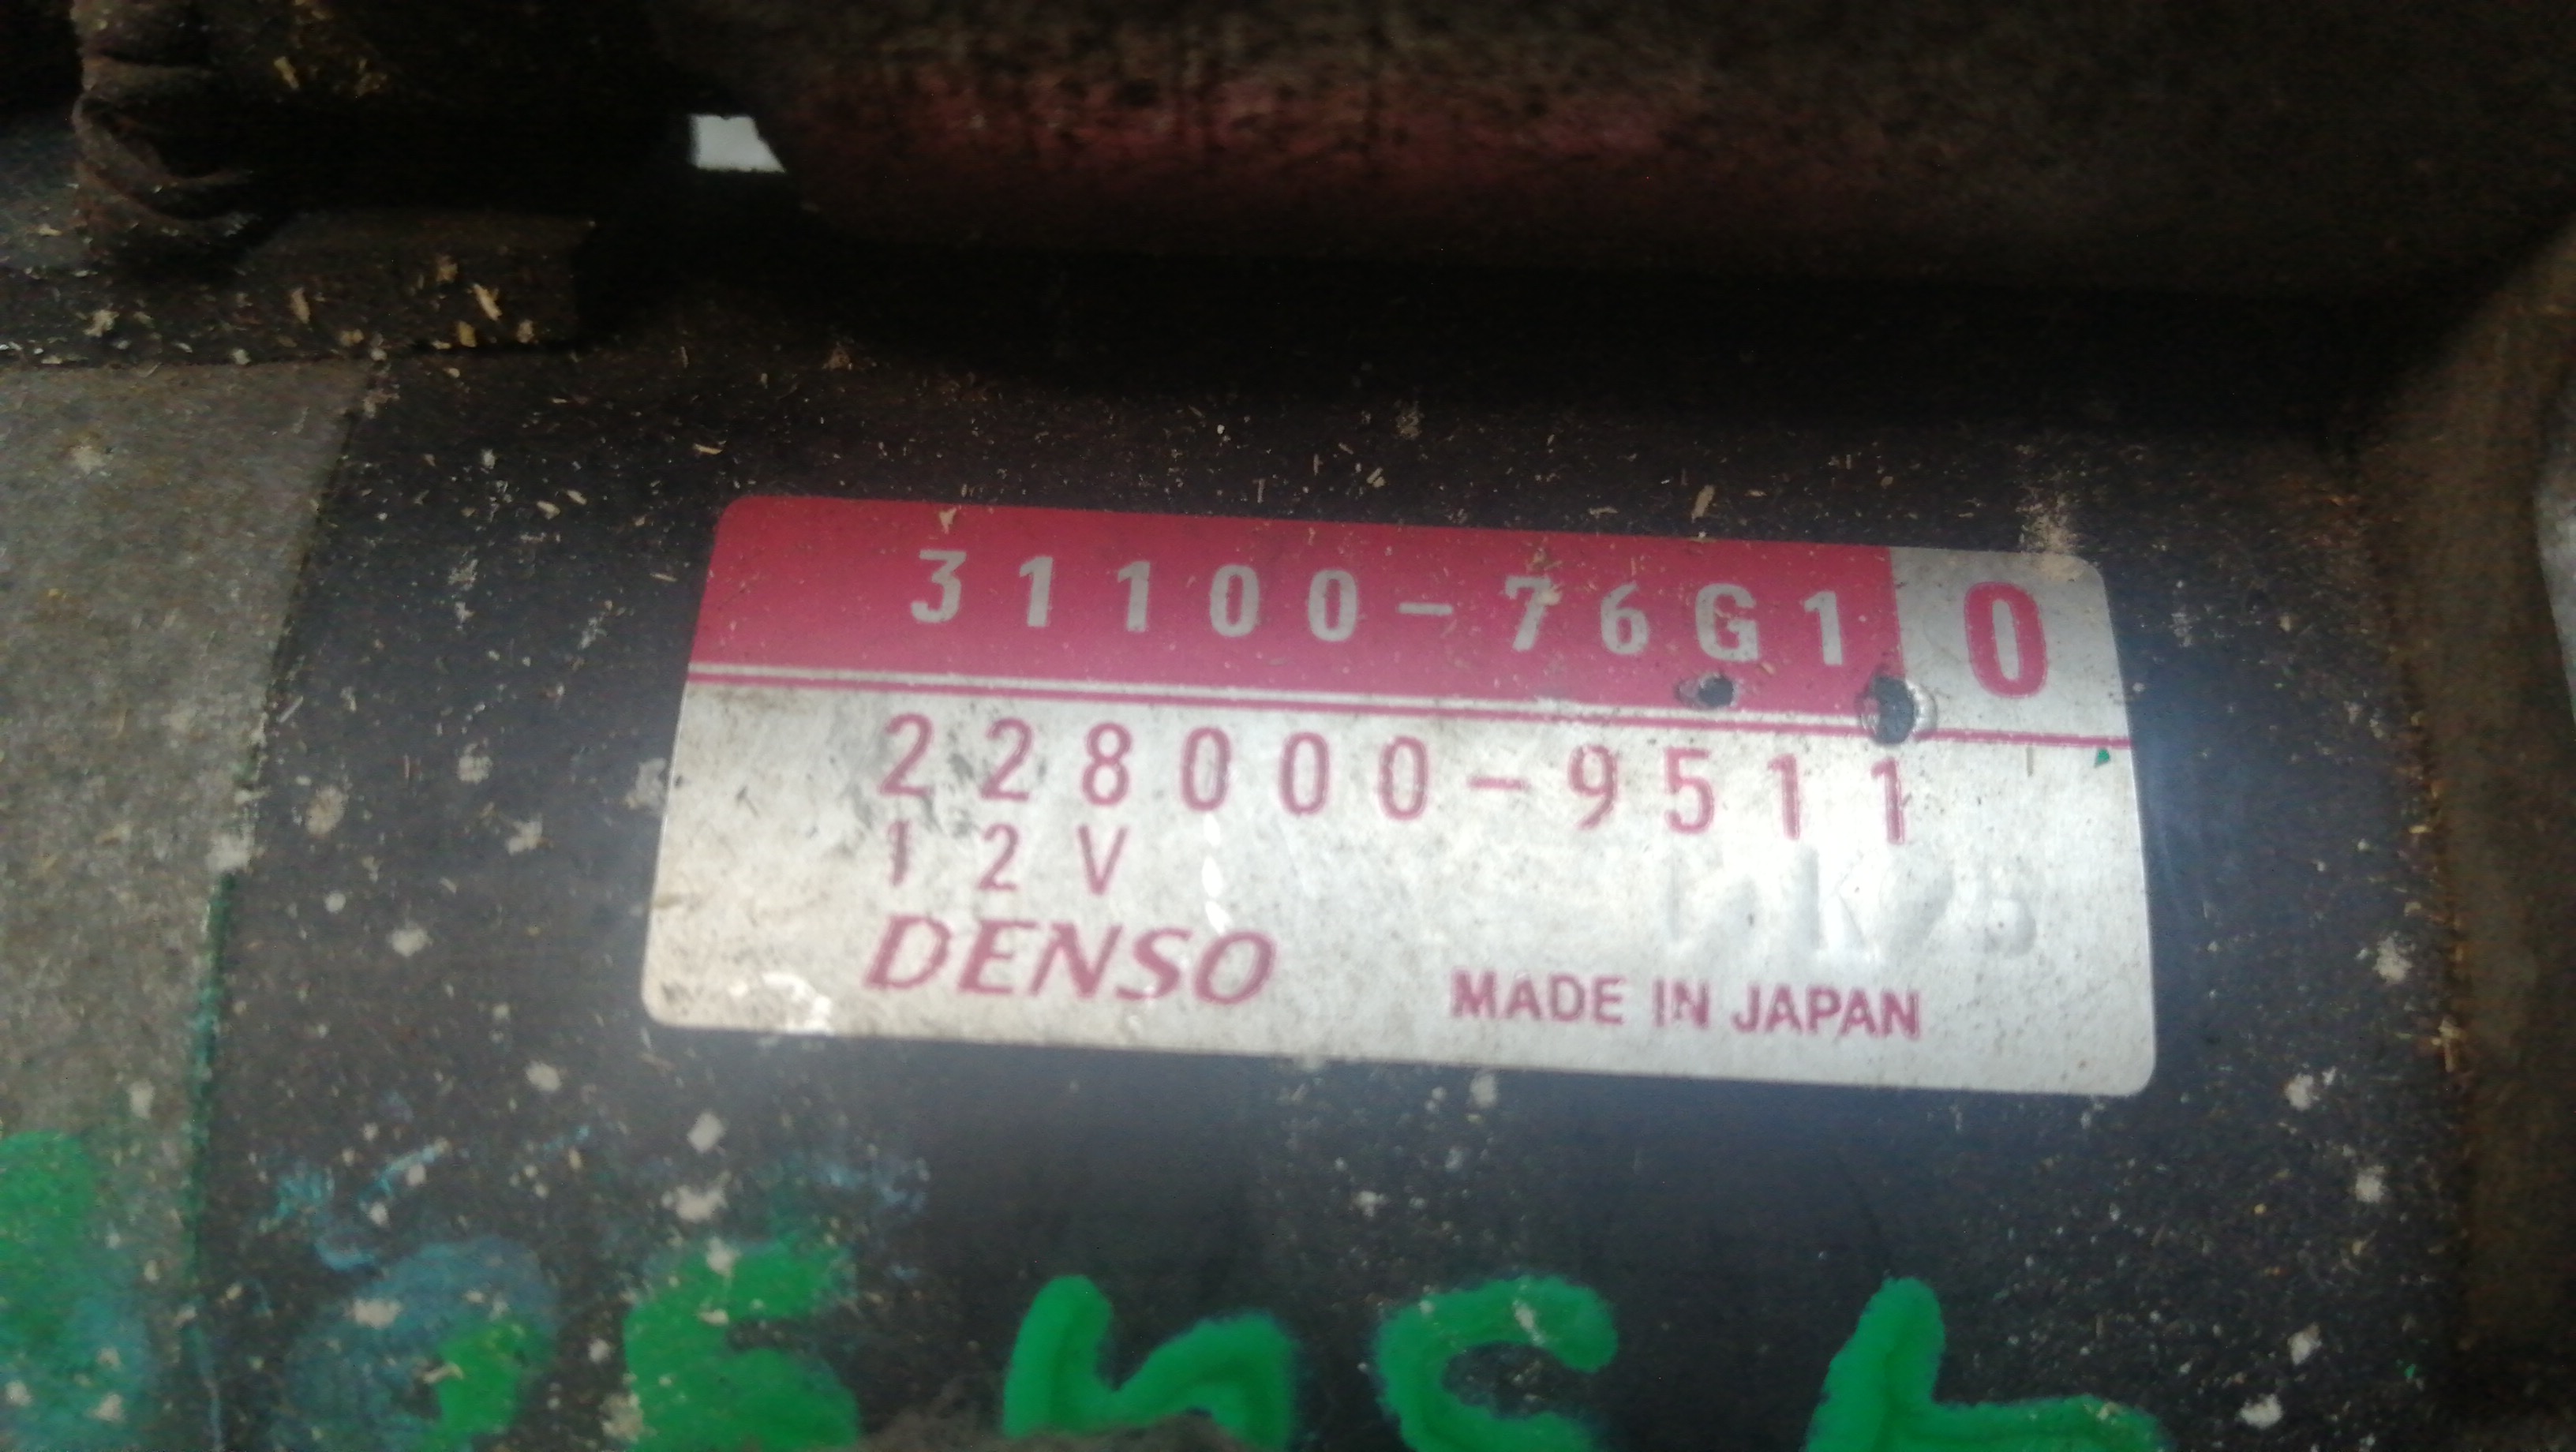 31100-76G1 0
228000-9511
12V
DENSO MADE IN JAPAN